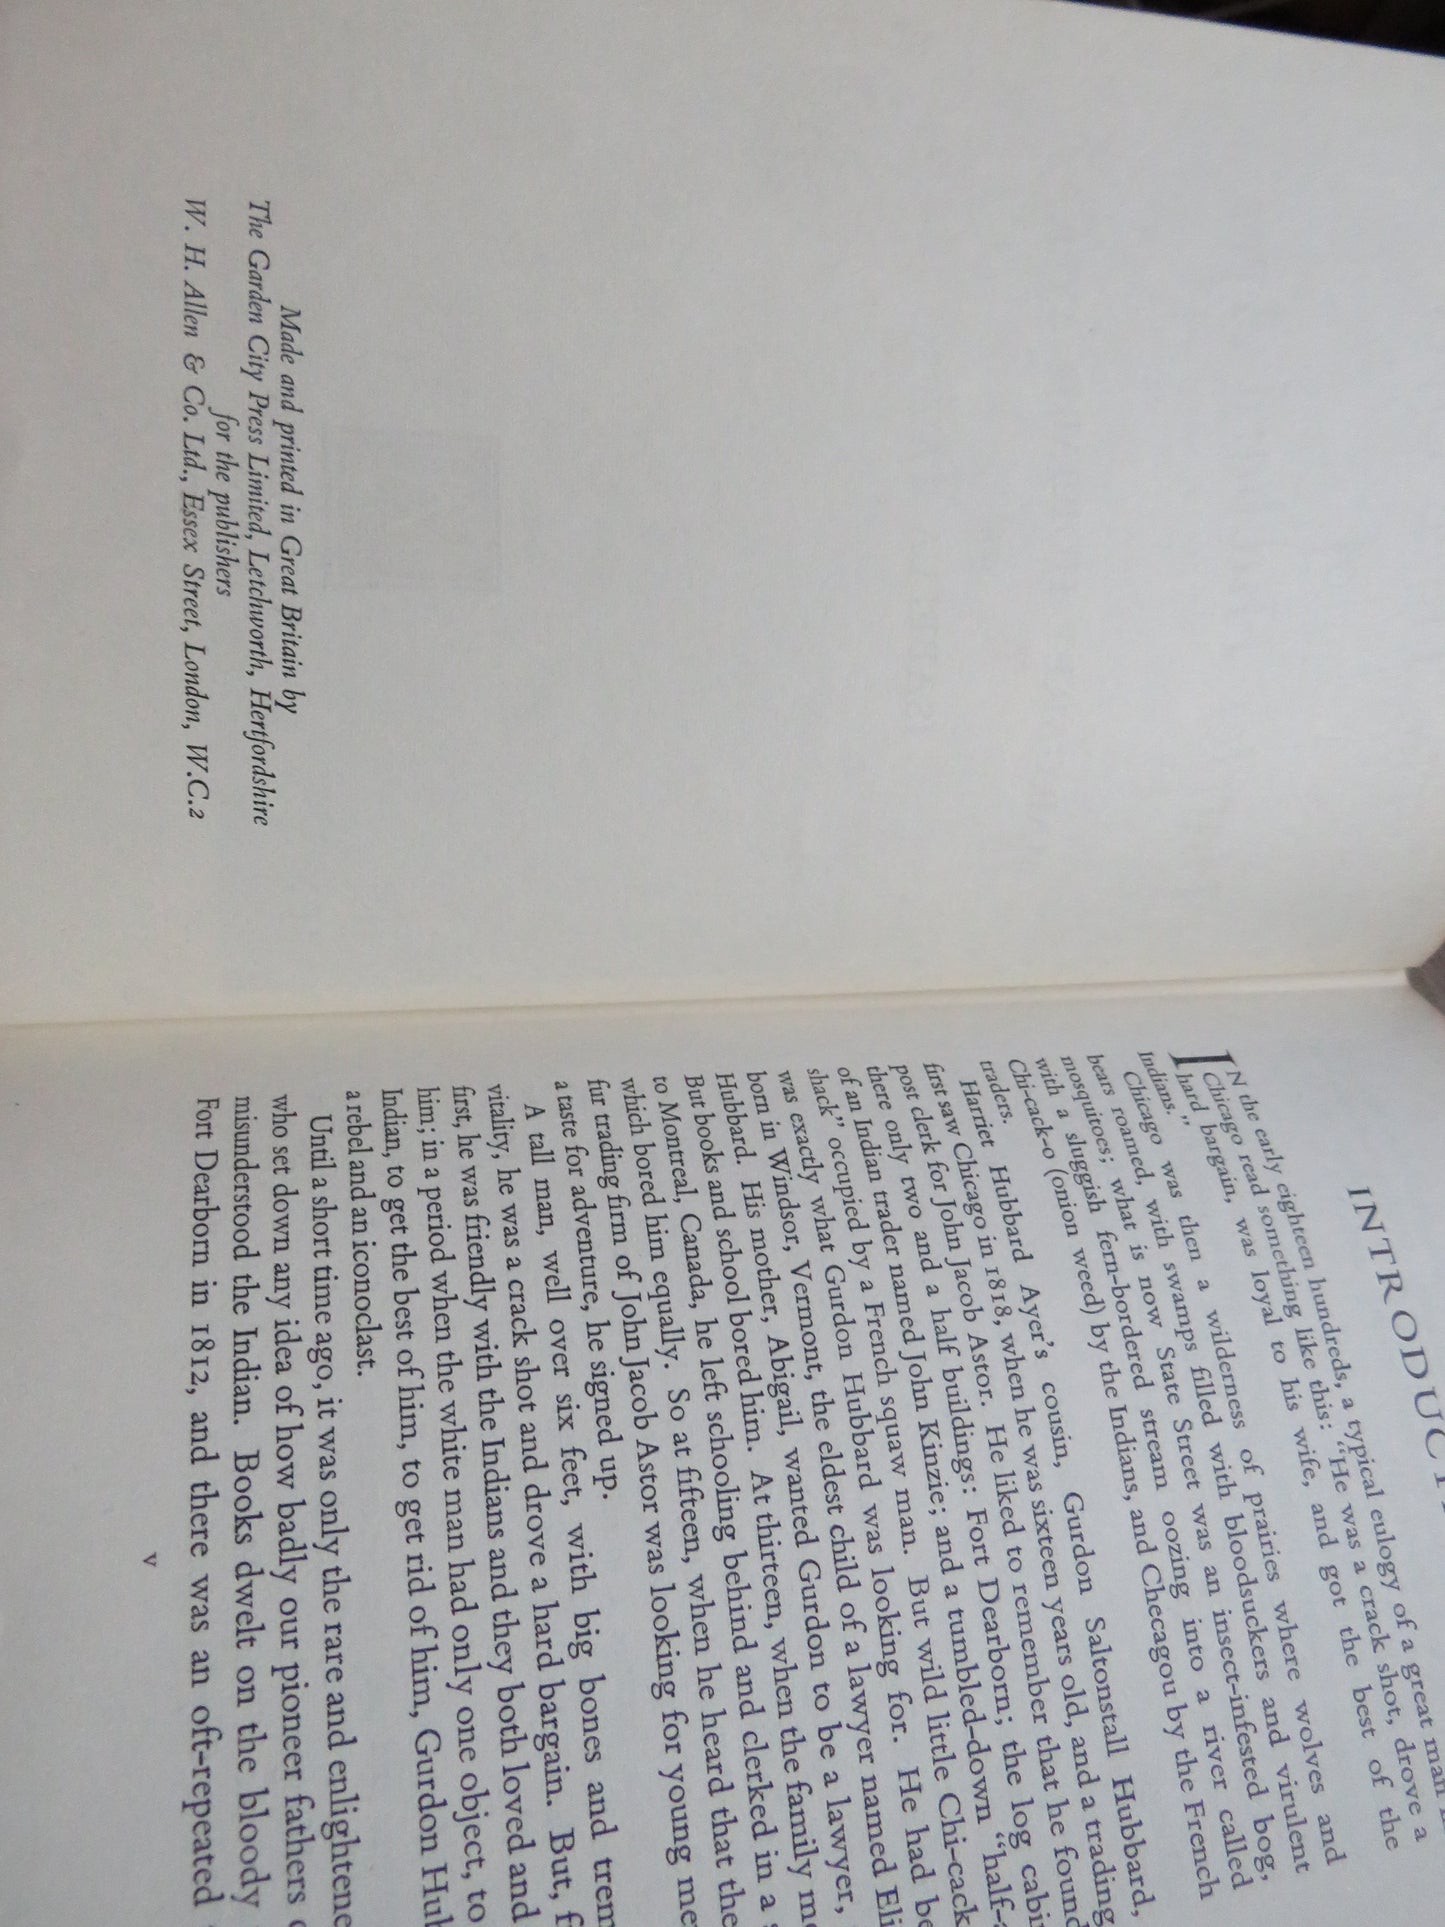 Made and printed in Great Britain by
The Garden City Press Limited, Letchworth, Hertfordshire
for the publishers
W. H. Allen & Co. Ltd., Essex Street, London, W.C.2
INTRODUCT
IN the early eighteen hundreds, a typical eulogy of a great man
Chicago read something like this: “He was a crack shot, drove a
hard bargain, was loyal to his wife, and got the best of the
Indians.”
Chicago was then a wilderness of prairies where wolves and
bears roamed, with swamps filled with bloodsuckers and virulent
mosquitoes; what is now State Street was an insect-infested bog,
with a sluggish fern-bordered stream oozing into a river called
Chi-cack-o (onion weed) by the Indians, and Checagou by the French
traders.
Harriet Hubbard Ayer’s cousin, Gurdon Saltonstall Hubbard,
first saw Chicago in 1818, when he was sixteen years old, and a trading
post clerk for John Jacob Astor. He liked to remember that he found
there only two and a half buildings: Fort Dearborn; the log cabi
of an Indian trader named John Kinzie; and a tumbled-down “half-
shack” occupied by a French squaw man. But wild little Chi-cack
was exactly what Gurdon Hubbard was looking for. He had be
born in Windsor, Vermont, the eldest child of a lawyer named Eli
Hubbard. His mother, Abigail, wanted Gurdon to be a lawyer,
But books and school bored him. At thirteen, when the family mo
to Montreal, Canada, he left schooling behind and clerked in a
which bored him equally. So at fifteen, when he heard that the
fur trading firm of John Jacob Astor was looking for young me
a taste for adventure, he signed up.
A tall man, well over six feet, with big bones and trem
vitality, he was a crack shot and drove a hard bargain. But, f
first, he was friendly with the Indians and they both loved and
him; in a period when the white man had only one object, to
Indian, to get the best of him, to get rid of him, Gurdon Hub
a rebel and an iconoclast.
Until a short time ago, it was only the rare and enlightene
who set down any idea of how badly our pioneer fathers
misunderstood the Indian. Books dwelt on the bloody
Fort Dearborn in 1812, and there was an oft-repeated
v